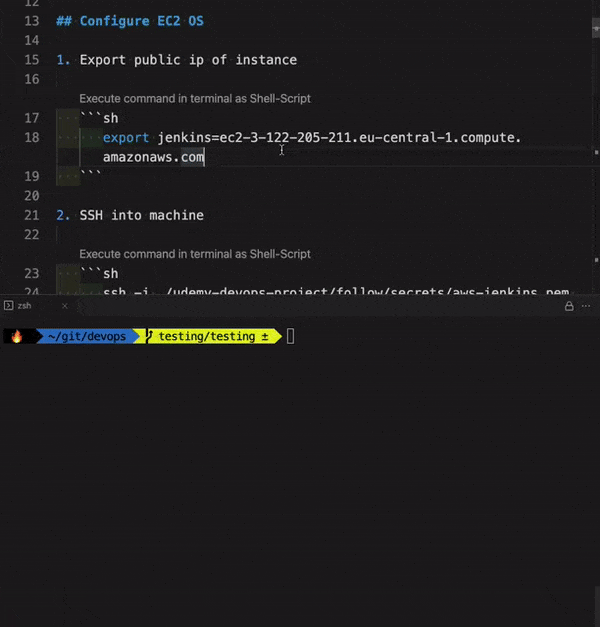 12
13 ## Configure EC2 OS
14
15 1. Export public ip of instance
16
Execute command in terminal as Shell-Script
17 ```sh
18 export jenkins=ec2-3-122-205-211.eu-central-1.compute.
amazonaws.com
19 ```
20
21 2. SSH into machine
22
Execute command in terminal as Shell-Script
23 ```sh
24 ssh -i ./udemy-devops-project/follow/secrets/aws-jenkins.pem
zsh
~/git/devops testing/testing ±